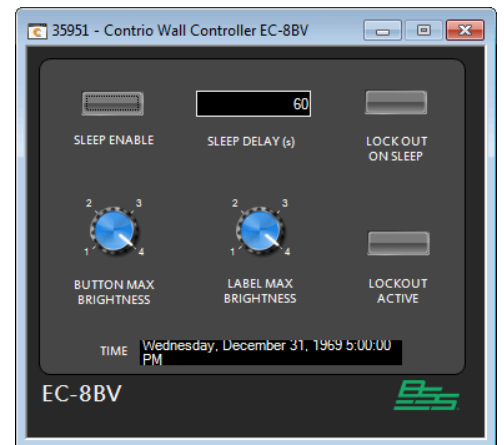 35951 - Contrio Wall Controller EC-8BV
60
SLEEP ENABLE
SLEEP DELAY (s)
LOCK OUT
ON SLEEP
2 3
1 4
2 3
1 4
BUTTON MAX
BRIGHTNESS
LABEL MAX
BRIGHTNESS
LOCKOUT
ACTIVE
TIME
Wednesday, December 31, 1969 5:00:00
PM
EC-8BV
BSS